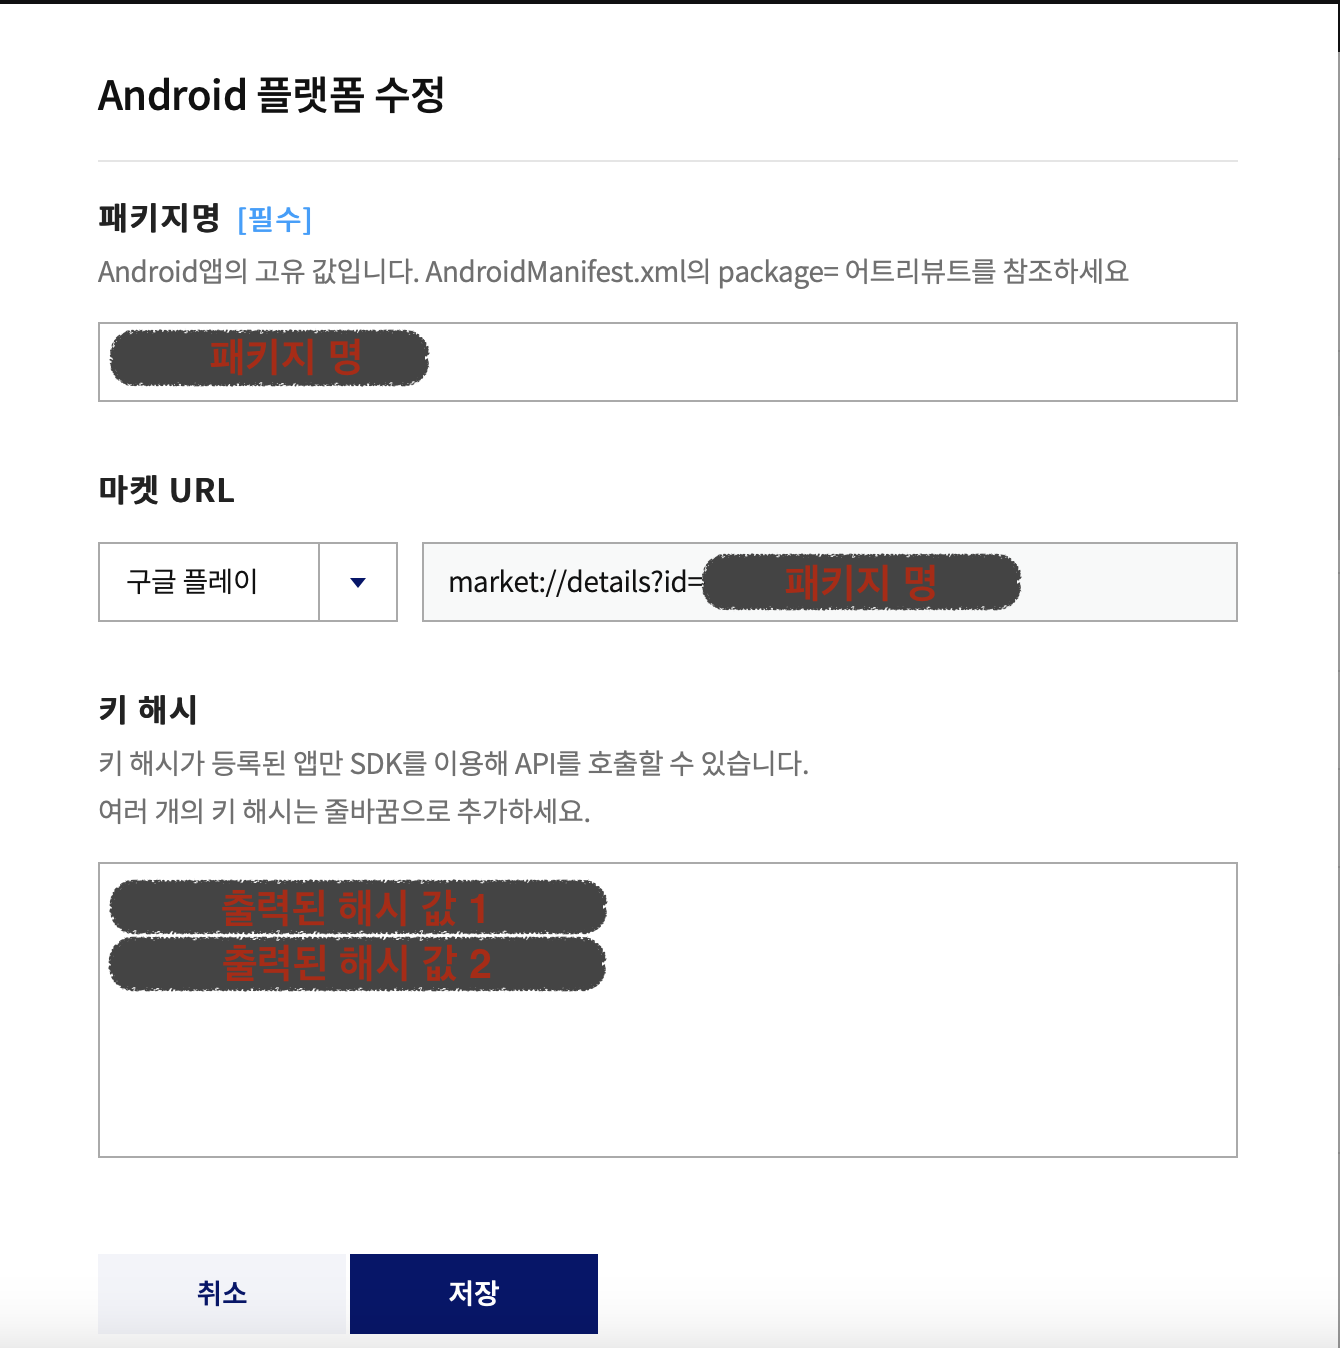 Android 플랫폼 수정
패키지명 [필수]
Android앱의 고유 값입니다. AndroidManifest.xml의 package= 어트리뷰트를 참조하세요
패키지 명
마켓 URL
구글 플레이
market://details?id=패키지 명
키 해시
키 해시가 등록된 앱만 SDK를 이용해 API를 호출할 수 있습니다.
여러 개의 키 해시는 줄바꿈으로 추가하세요.
출력된 해시 값 1
출력된 해시 값 2
취소 저장